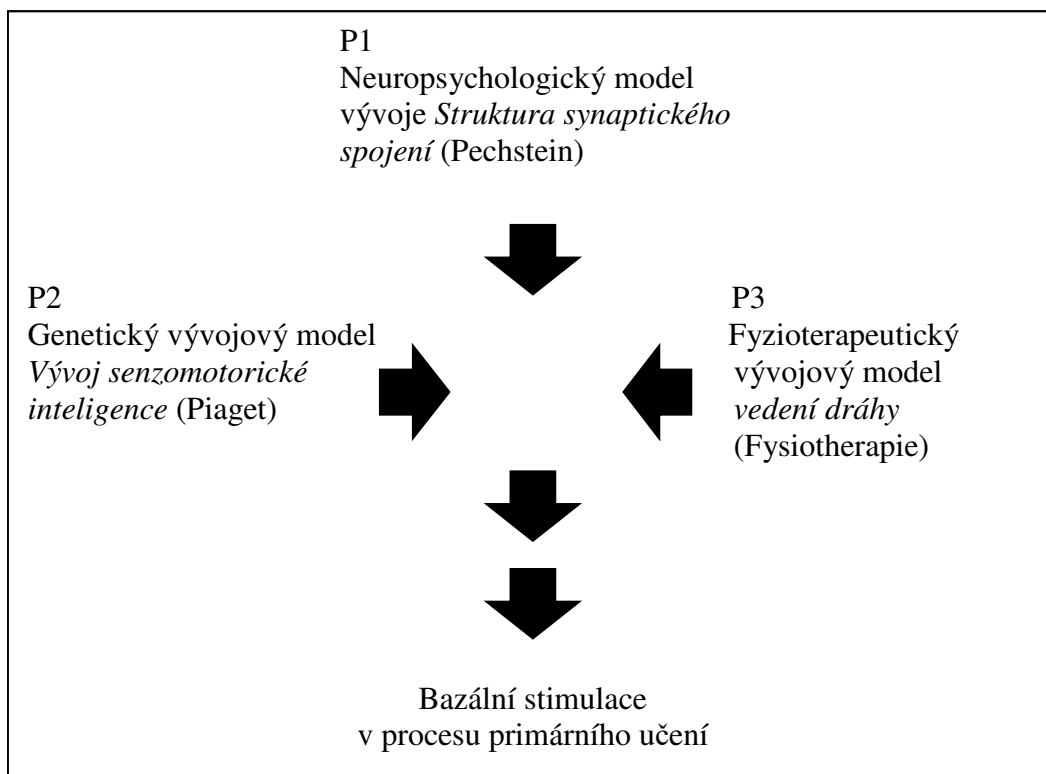 P1
Neuropsychologický model
vývoje Struktura synaptického
spojení (Pechstein)
P2
Genetický vývojový model
Vývoj senzomotorické
inteligence (Piaget)
P3
Fyzioterapeutický
vývojový model
vedení dráhy
(Fysiotherapie)
Bazální stimulace
v procesu primárního učení